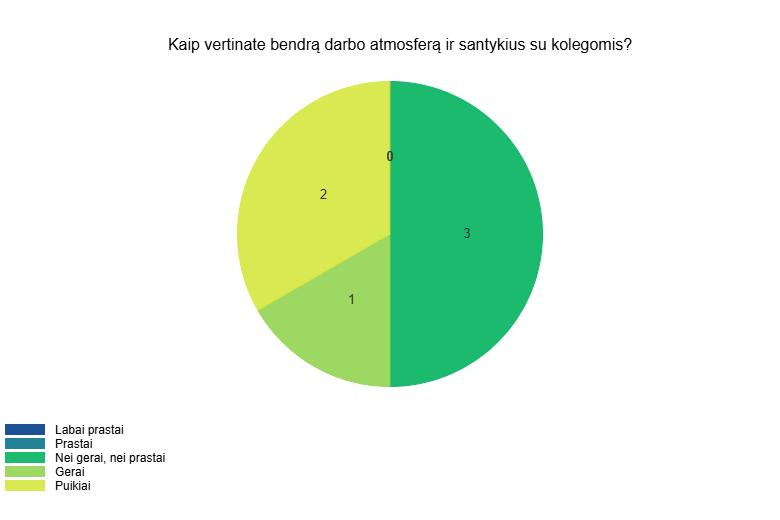 Kaip vertinate bendrą darbo atmosferą ir santykius su kolegomis?
0
2
3
1
Labai prastai
Prastai
Nei gerai, nei prastai
Gerai
Puikiai